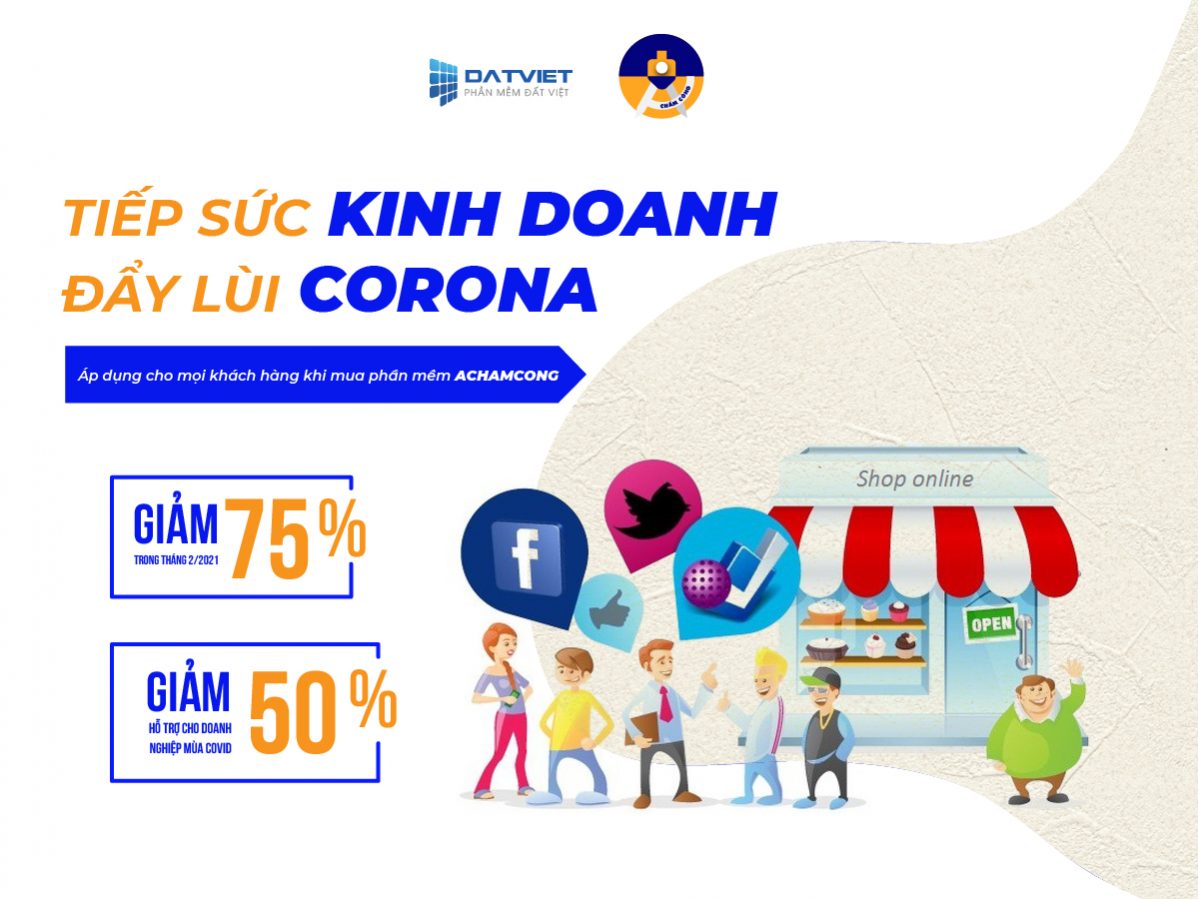 DATVIET
PHẦN MỀM ĐẤT VIỆT
CHẤM CÔNG
TIẾP SỨC KINH DOANH
ĐẨY LÙI CORONA
Áp dụng cho mọi khách hàng khi mua phần mềm ACHAMCONG
GIẢM 75%
TRONG THÁNG 2/2021
GIẢM 50%
HỖ TRỢ CHO DOANH
NGHIỆP MÙA COVID
Shop online
OPEN